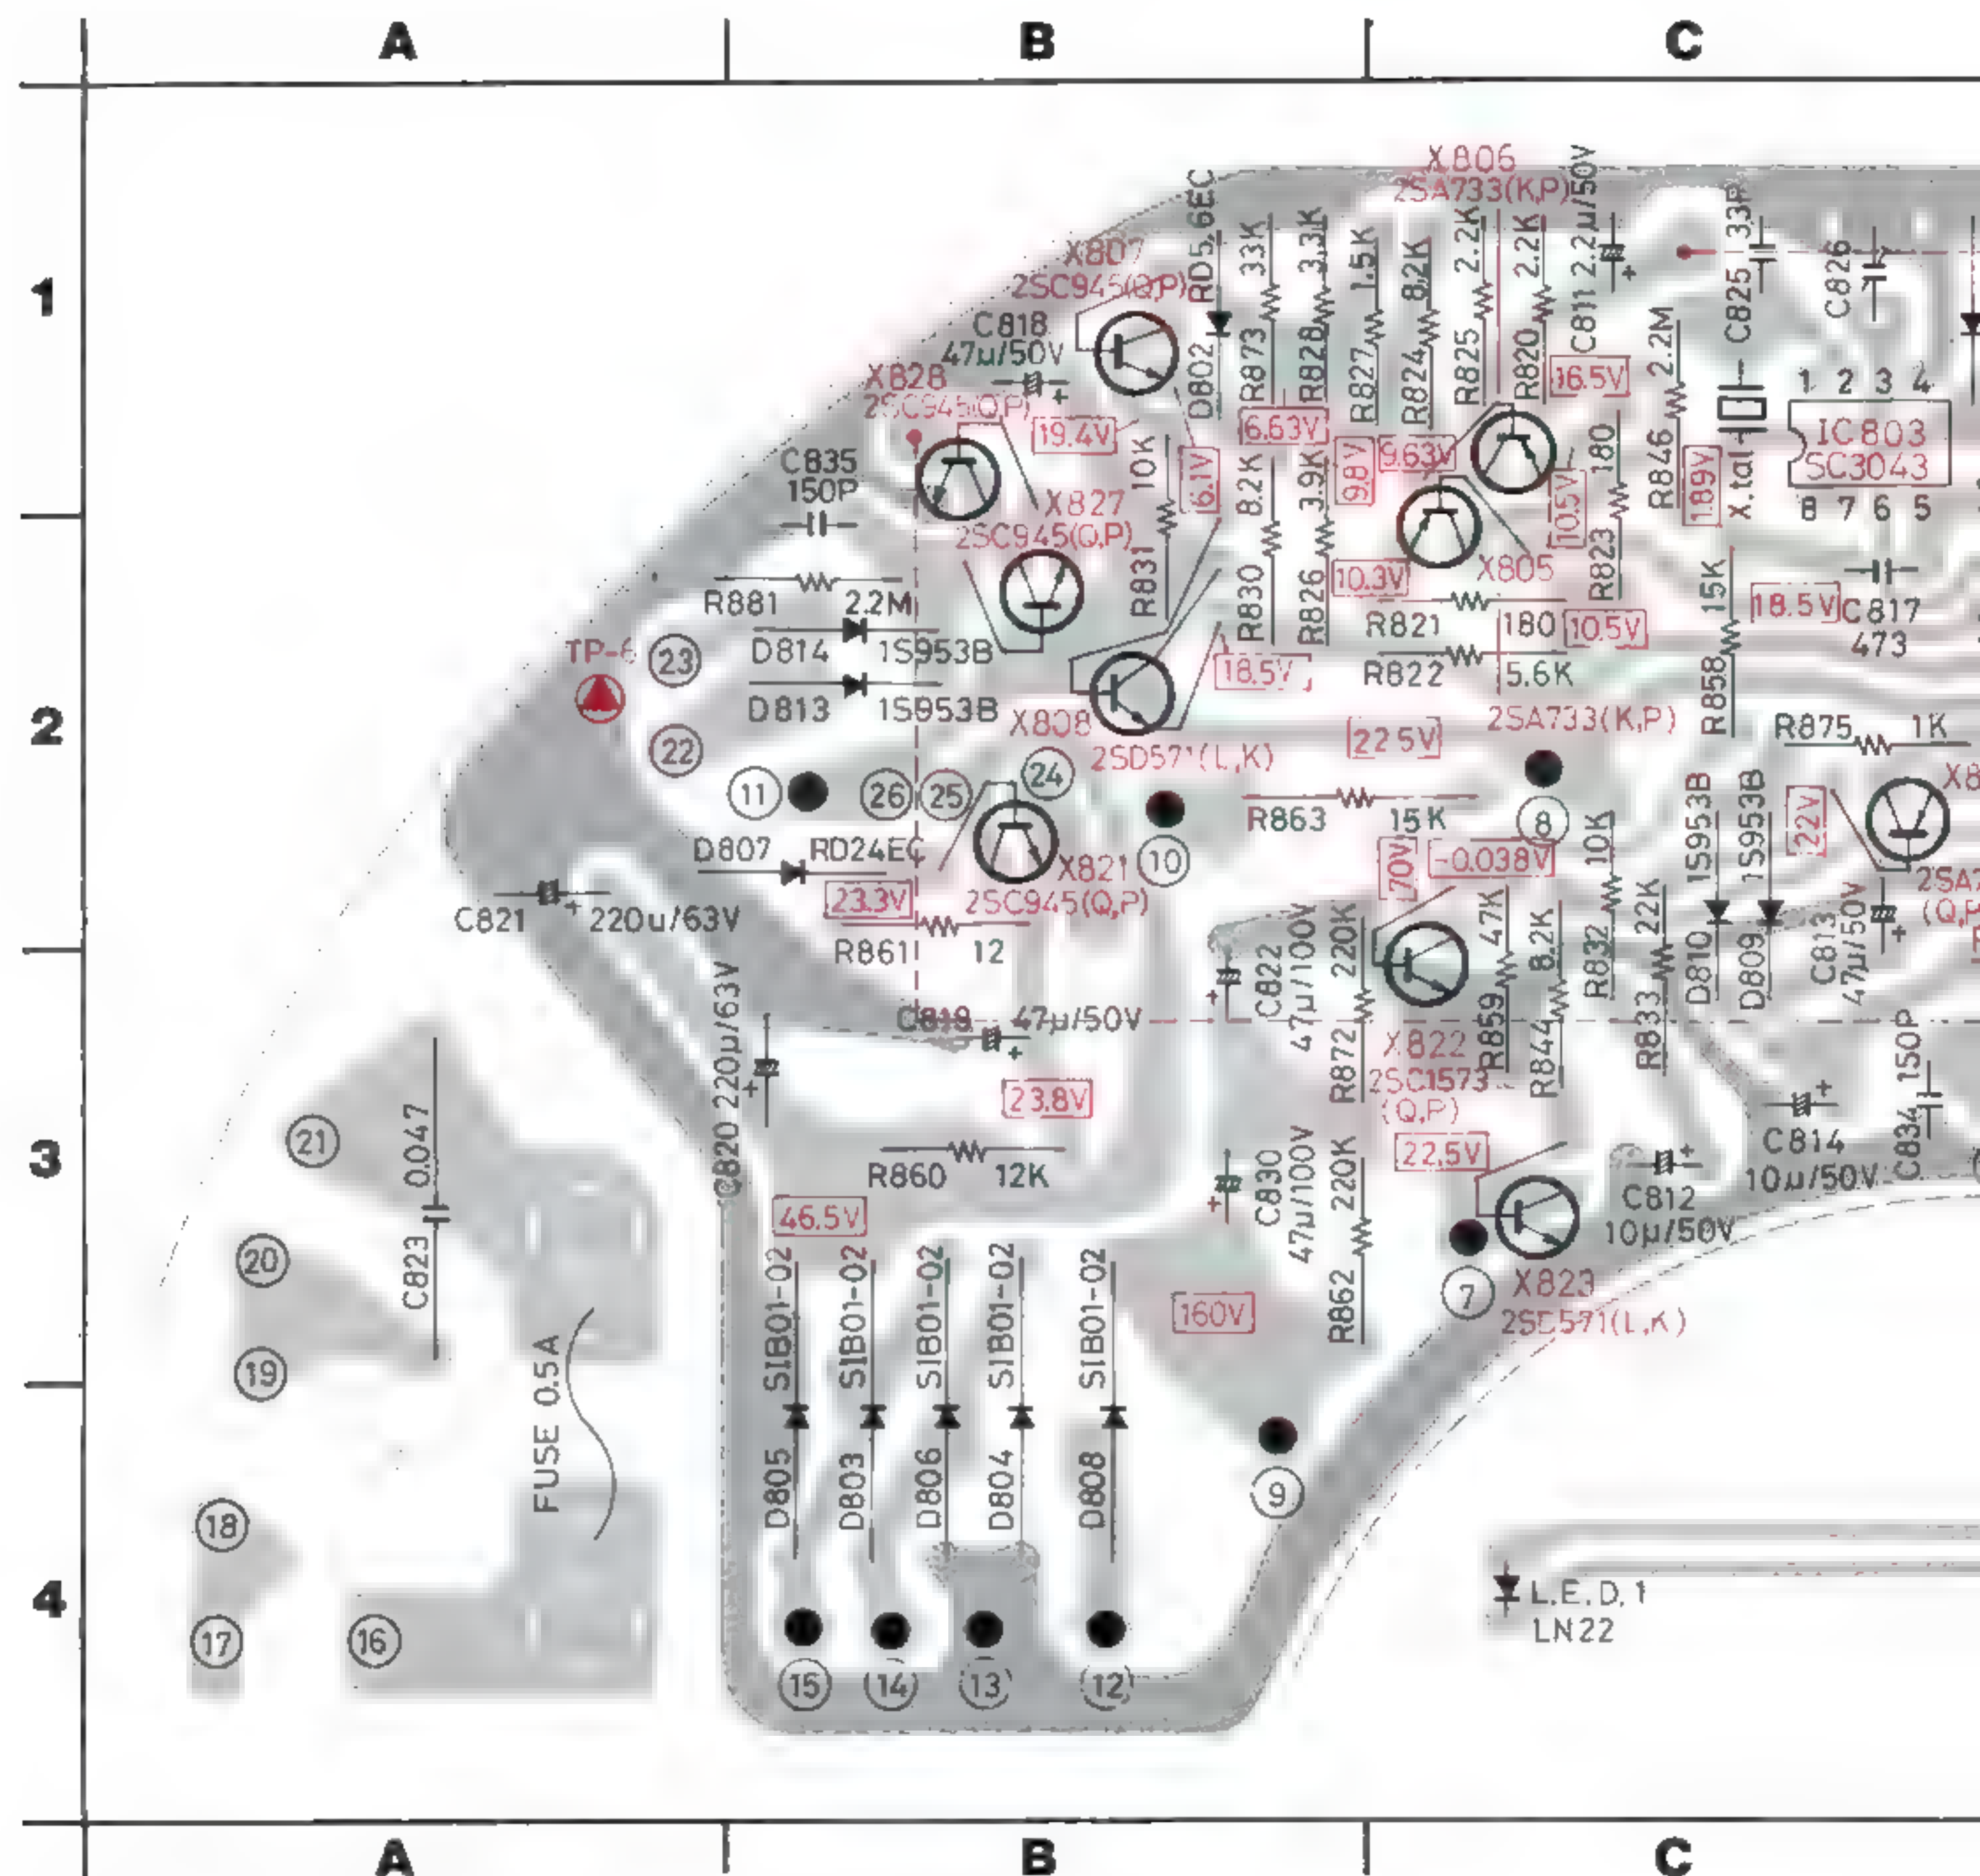 A B C
1
X806
2SA733(K,P)
X807
2SC945(Q,P)
RD5.6EC
D802
33K
R873
3.3K
R828
1.5K
R827
8.2K
R824
2.2K
R825
2.2K
R820
C811 2.2µ/50V
+
C825 33P
C826
C818
47µ/50V
+
X828
2SC945(Q,P)
19.4V
6.63V
16.5V
2.2M
R846
1 2 3 4
IC803
SC3043
8 7 6 5
X.tal
1.89V
C835
150P
10K
R831
6.1V
8.2K
R830
3.9K
R826
9.8V
9.63V
10.5V
180
R823
X827
2SC945(Q,P)
10.3V
X805
R881 2.2M
R821 180
10.5V
15K
R858
18.5V
C817
473
2
TP-6
23
D814 1S953B
D813 1S953B
22
18.5V
R822 5.6K
X808
2SD571(L,K)
2SA733(K,P)
22.5V
R875 1K
11 26 25 24
10
R863 15K
8
D807 RD24EC
X821
2SC945(Q,P)
23.3V
70V
-0.038V
10K
R832
1S953B
D810
1S953B
D809
22V
C821 + 220u/63V
R861 12
C822
47µ/100V
+
220K
R872
47K
R859
8.2K
R844
22K
R833
C813
47µ/50V
+
C819 47µ/50V
+
C820 220µ/63V
+
X822
2SC1573
(Q,P)
23.8V
C834 150P
3
21
C823 0.047
R860 12K
C830
47µ/100V
+
220K
R862
22.5V
C814
10µ/50V
+
C812
10µ/50V
+
46.5V
20
19
7
X823
160V
FUSE 0.5A
S1B01-02
D805
S1B01-02
D803
S1B01-02
D806
S1B01-02
D804
S1B01-02
D808
9
4
18
17
16
15 14 13 12
L.E.D.1
LN22
A B C